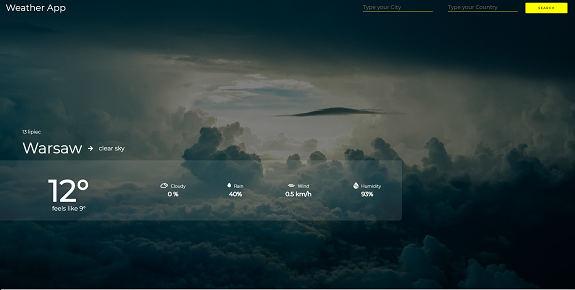 Weather App
Type your City
Type your Country
SEARCH
13 lipiec
Warsaw → clear sky
12°
feels like 9°
Cloudy
0 %
Rain
40%
Wind
0.5 km/h
Humidity
93%